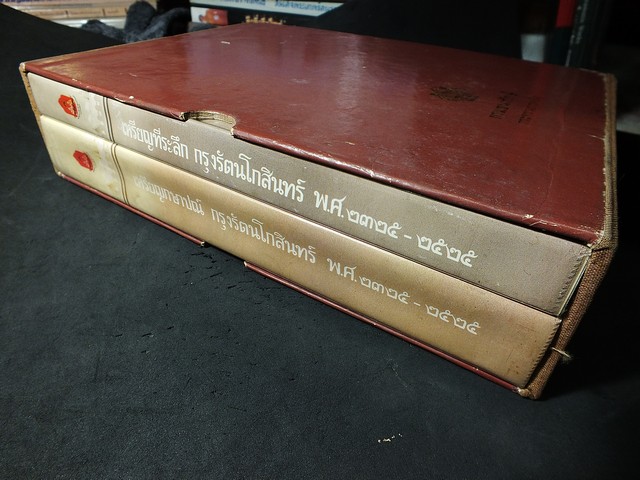 เหรียญที่ระลึก กรุงรัตนโกสินทร์ พ.ศ. ๒๓๒๕ - ๒๕๒๕
เหรียญกษาปณ์ กรุงรัตนโกสินทร์ พ.ศ. ๒๓๒๕ - ๒๕๒๕